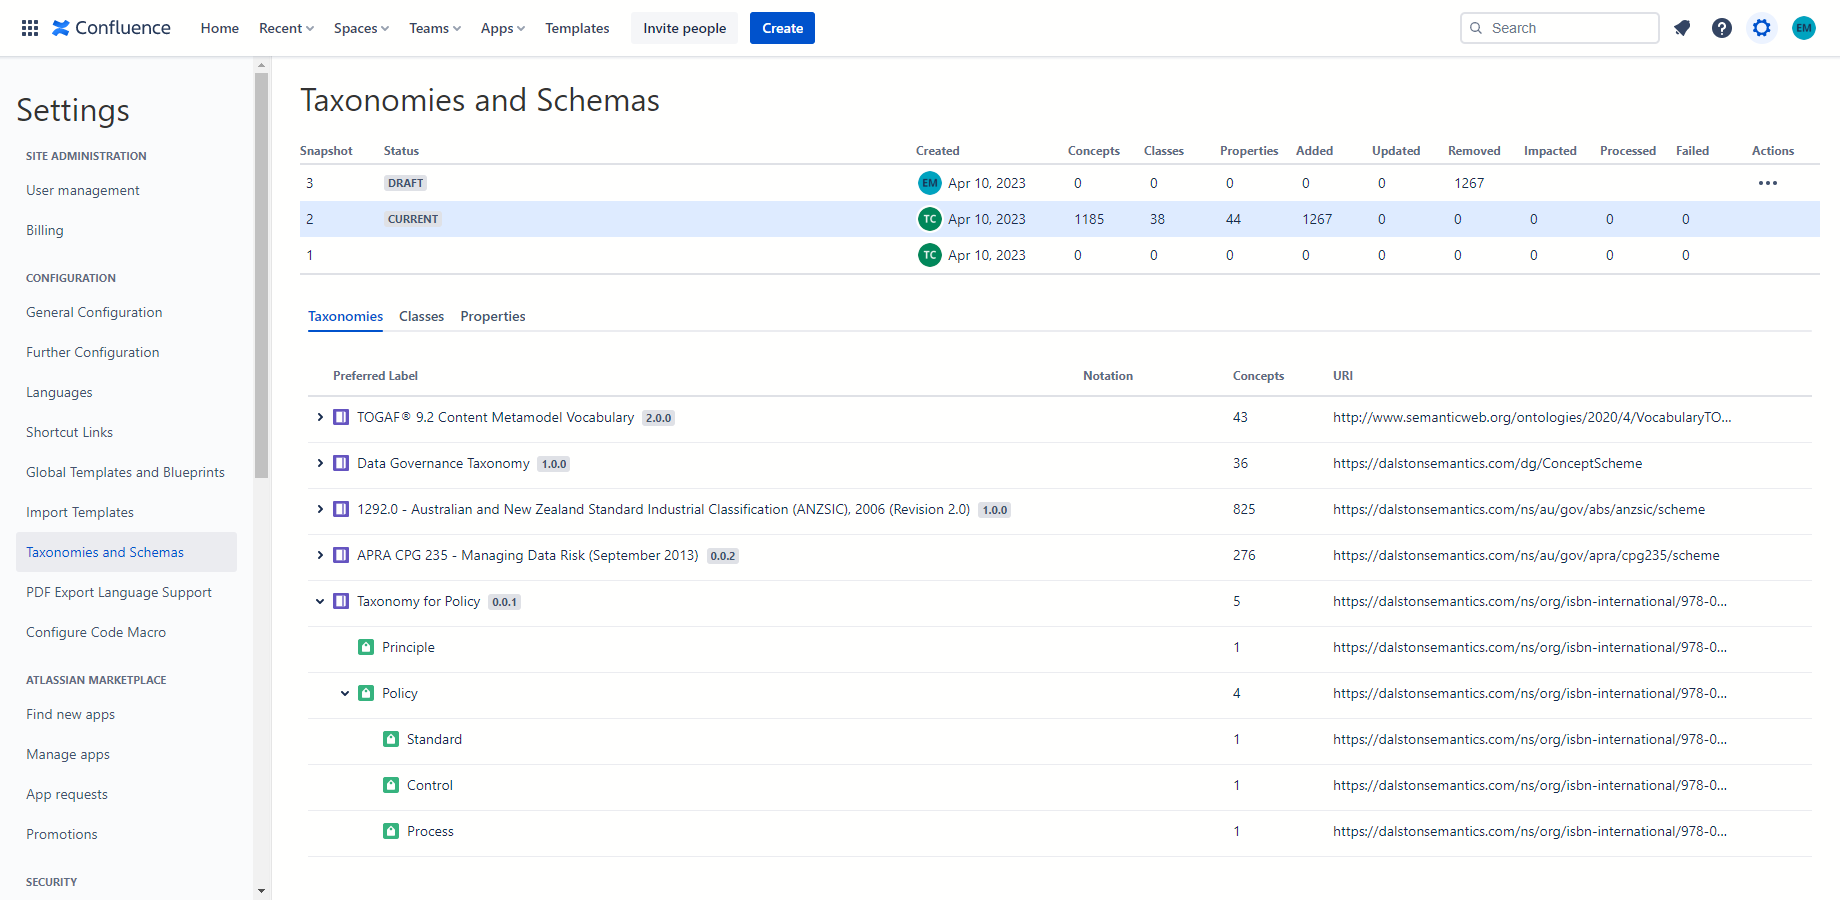 Confluence Home Recent Spaces Teams Apps Templates Invite people Create Search EM
Settings
SITE ADMINISTRATION
User management
Billing
CONFIGURATION
General Configuration
Further Configuration
Languages
Shortcut Links
Global Templates and Blueprints
Import Templates
Taxonomies and Schemas
PDF Export Language Support
Configure Code Macro
ATLASSIAN MARKETPLACE
Find new apps
Manage apps
App requests
Promotions
SECURITY
Taxonomies and Schemas
Snapshot Status Created Concepts Classes Properties Added Updated Removed Impacted Processed Failed Actions
3 DRAFT EM Apr 10, 2023 0 0 0 0 0 1267
2 CURRENT TC Apr 10, 2023 1185 38 44 1267 0 0 0 0 0
1 TC Apr 10, 2023 0 0 0 0 0 0 0 0 0
Taxonomies Classes Properties
Preferred Label Notation Concepts URI
TOGAF® 9.2 Content Metamodel Vocabulary 2.0.0 43 http://www.semanticweb.org/ontologies/2020/4/VocabularyTO...
Data Governance Taxonomy 1.0.0 36 https://dalstonsemantics.com/dg/ConceptScheme
1292.0 - Australian and New Zealand Standard Industrial Classification (ANZSIC), 2006 (Revision 2.0) 1.0.0 825 https://dalstonsemantics.com/ns/au/gov/abs/anzsic/scheme
APRA CPG 235 - Managing Data Risk (September 2013) 0.0.2 276 https://dalstonsemantics.com/ns/au/gov/apra/cpg235/scheme
Taxonomy for Policy 0.0.1 5 https://dalstonsemantics.com/ns/org/isbn-international/978-0...
Principle 1 https://dalstonsemantics.com/ns/org/isbn-international/978-0...
Policy 4 https://dalstonsemantics.com/ns/org/isbn-international/978-0...
Standard 1 https://dalstonsemantics.com/ns/org/isbn-international/978-0...
Control 1 https://dalstonsemantics.com/ns/org/isbn-international/978-0...
Process 1 https://dalstonsemantics.com/ns/org/isbn-international/978-0...